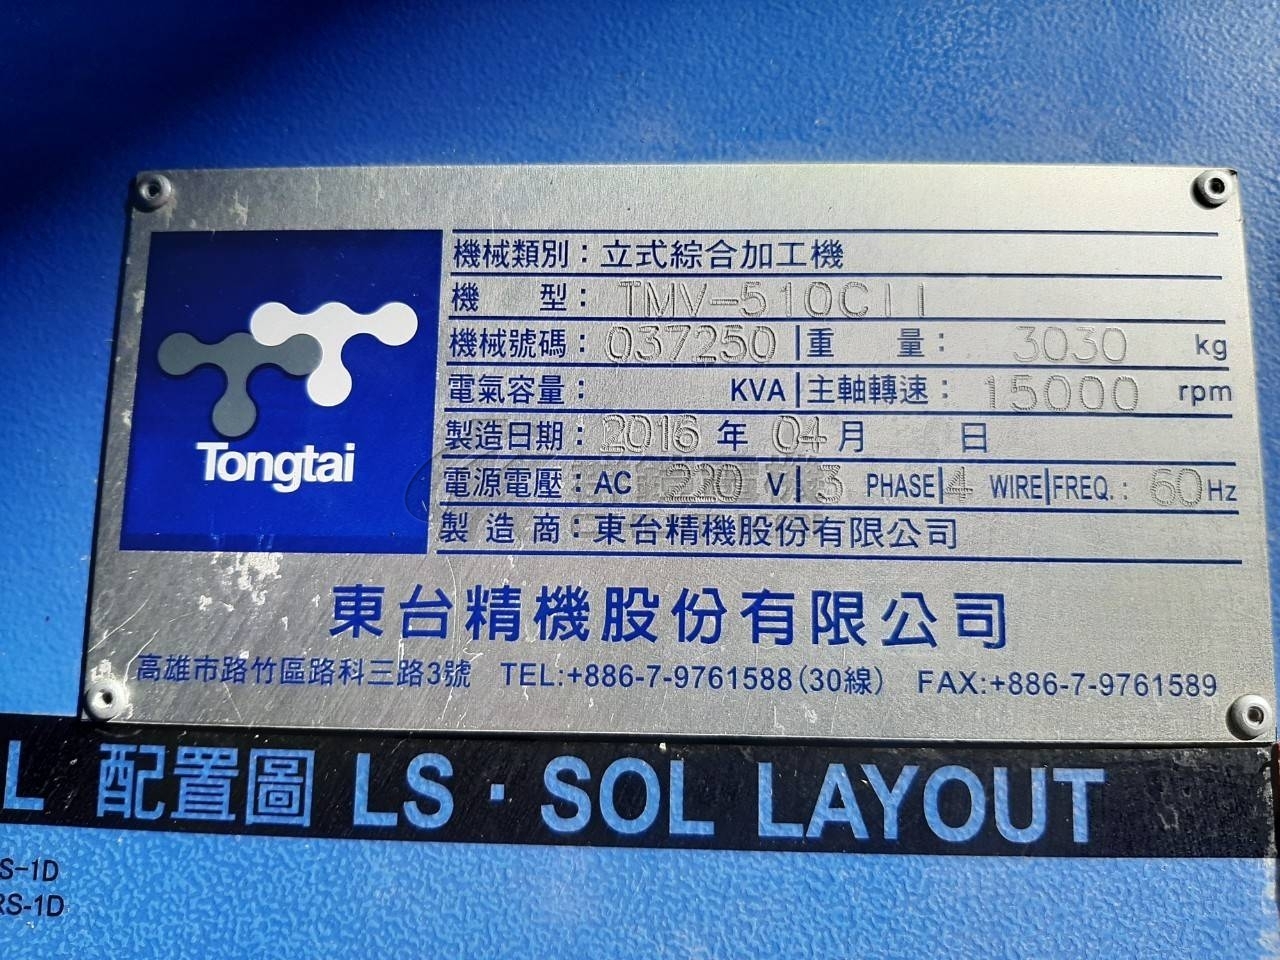 Tongtai
機械類別：立式綜合加工機
機型：TMV-510CII
機械號碼：037250 重量：3030 kg
電氣容量： KVA 主軸轉速：15000 rpm
製造日期：2016 年 04 月 日
電源電壓：AC 220 V 3 PHASE 4 WIRE FREQ.：60 Hz
製造商：東台精機股份有限公司
東台精機股份有限公司
高雄市路竹區路科三路3號 TEL:+886-7-9761588(30線) FAX:+886-7-9761589
L 配置圖 LS·SOL LAYOUT
S-1D
RS-1D